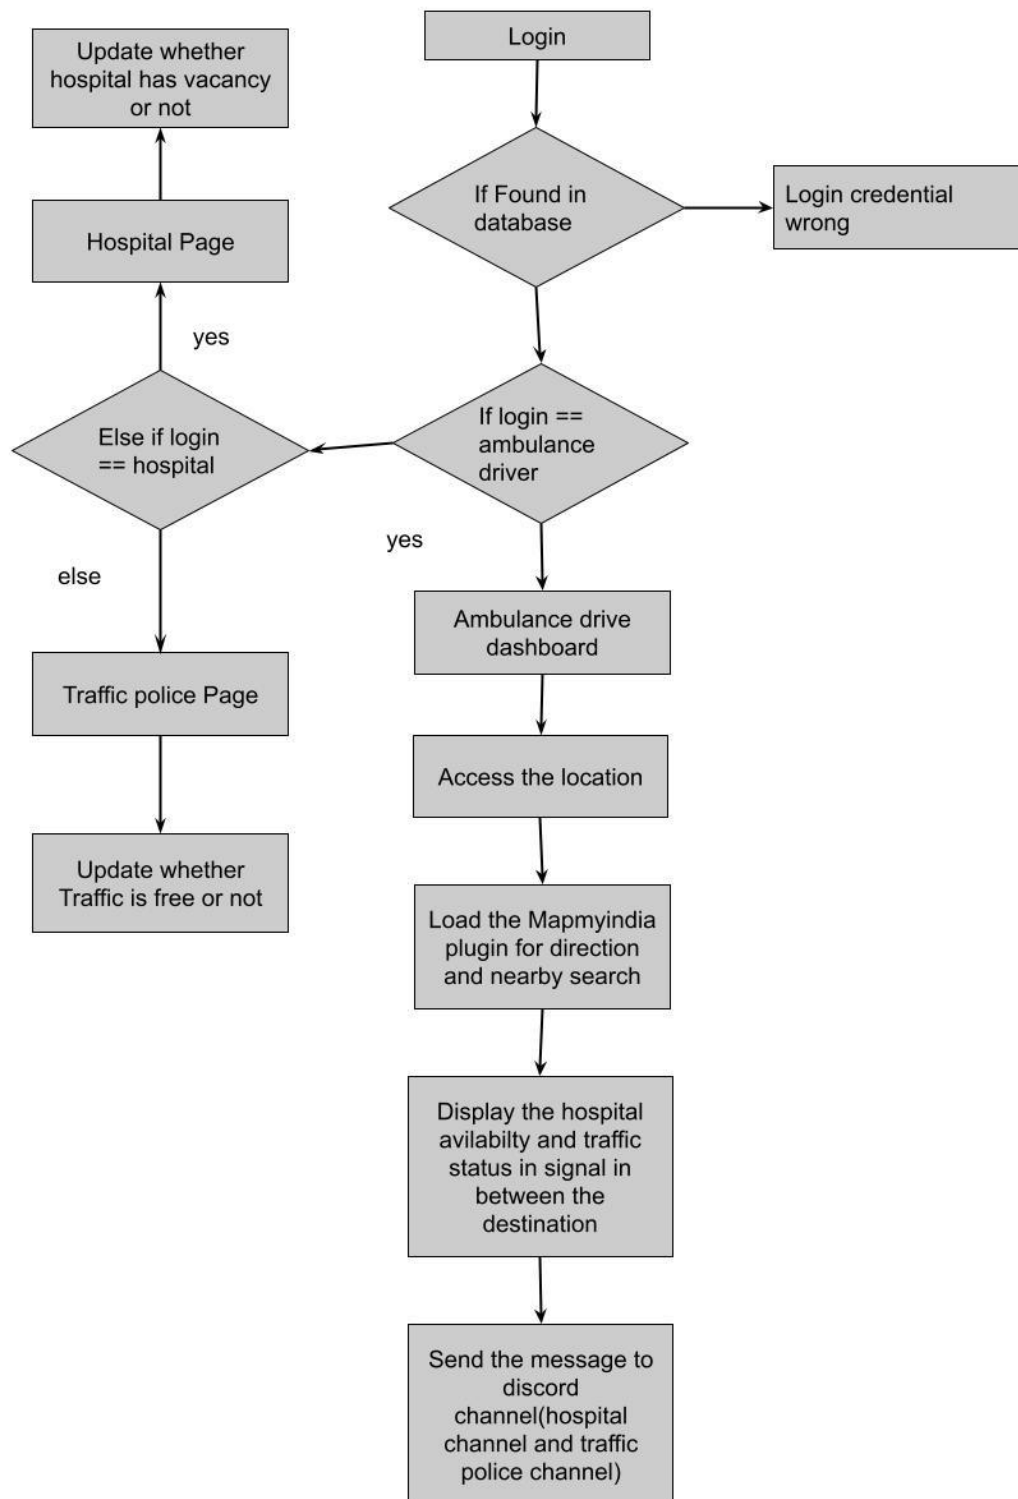 Login
If Found in
database
Login credential
wrong
If login ==
ambulance
driver
Else if login
== hospital
yes
Hospital Page
Update whether
hospital has vacancy
or not
else
Traffic police Page
Update whether
Traffic is free or not
yes
Ambulance drive
dashboard
Access the location
Load the Mapmyindia
plugin for direction
and nearby search
Display the hospital
avilabilty and traffic
status in signal in
between the
destination
Send the message to
discord
channel(hospital
channel and traffic
police channel)